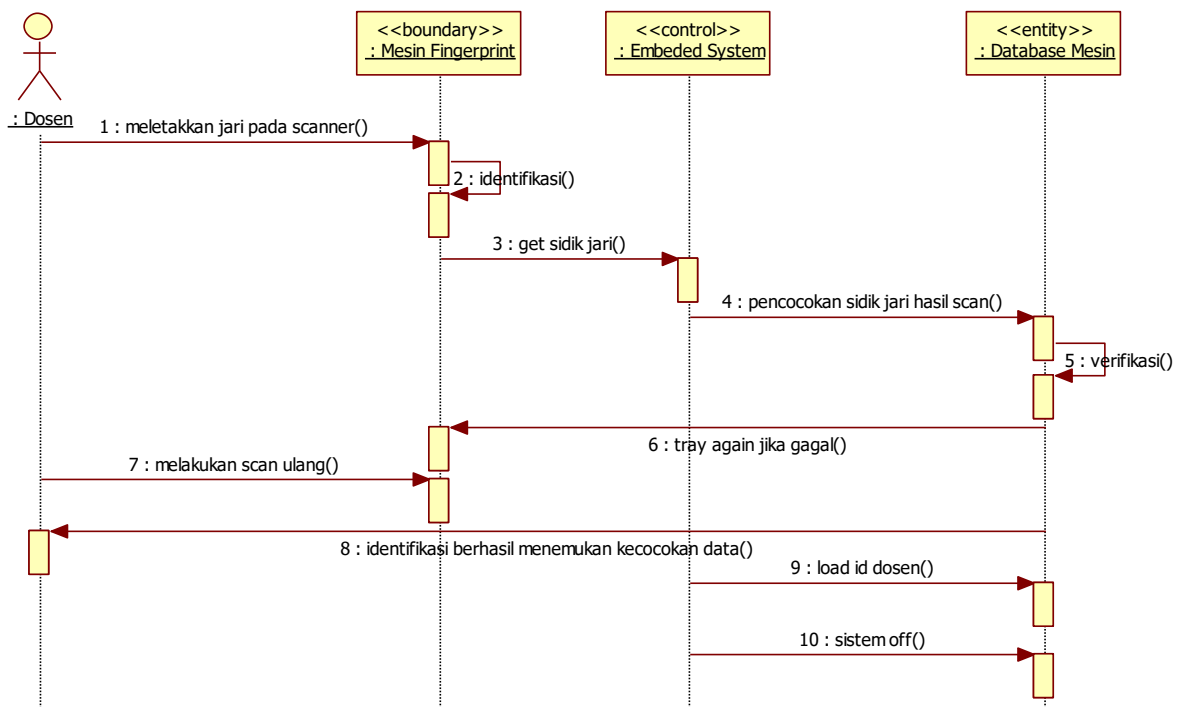 <<boundary>>
: Mesin Fingerprint
<<control>>
: Embeded System
<<entity>>
: Database Mesin
: Dosen
1 : meletakkan jari pada scanner()
2 : identifikasi()
3 : get sidik jari()
4 : pencocokan sidik jari hasil scan()
5 : verifikasi()
6 : tray again jika gagal()
7 : melakukan scan ulang()
8 : identifikasi berhasil menemukan kecocokan data()
9 : load id dosen()
10 : sistem off()